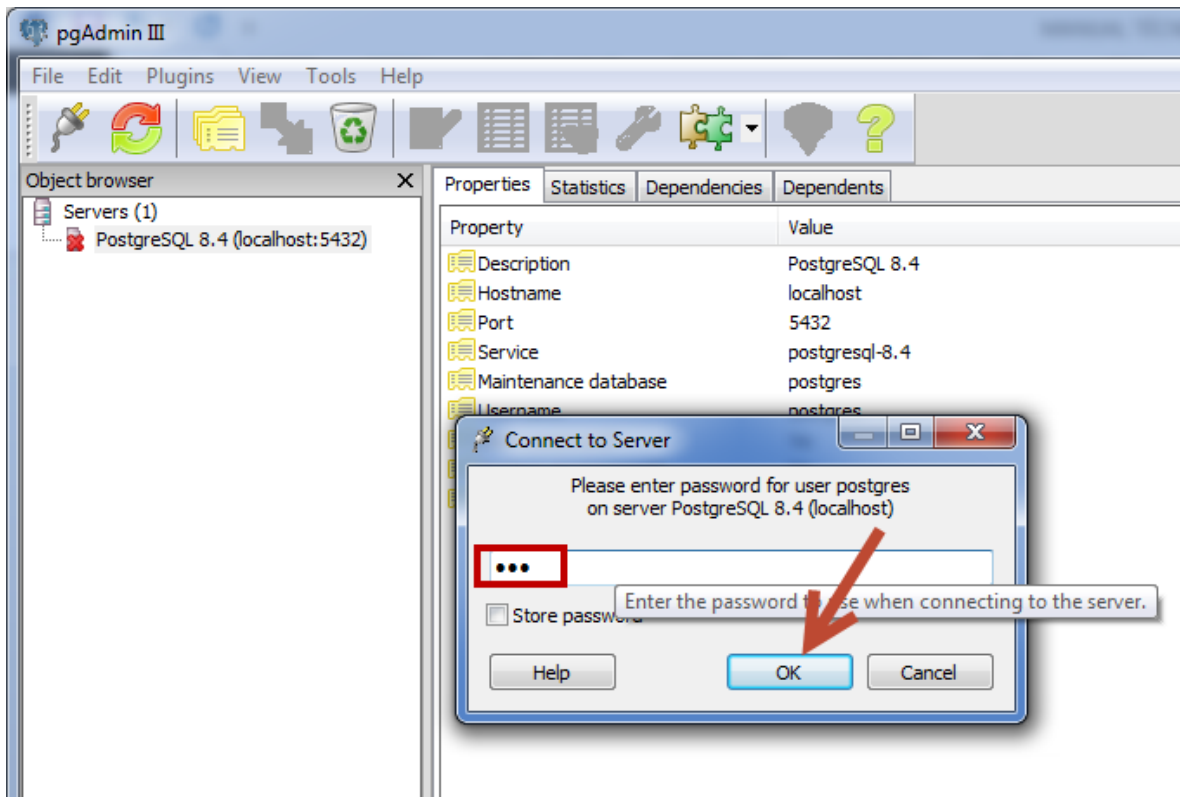 pgAdmin III
File Edit Plugins View Tools Help
Object browser
Servers (1)
PostgreSQL 8.4 (localhost:5432)
Properties Statistics Dependencies Dependents
Property Value
Description PostgreSQL 8.4
Hostname localhost
Port 5432
Service postgresql-8.4
Maintenance database postgres
Username postgres
Connect to Server
Please enter password for user postgres
on server PostgreSQL 8.4 (localhost)
•••
Enter the password to use when connecting to the server.
Store password
Help OK Cancel